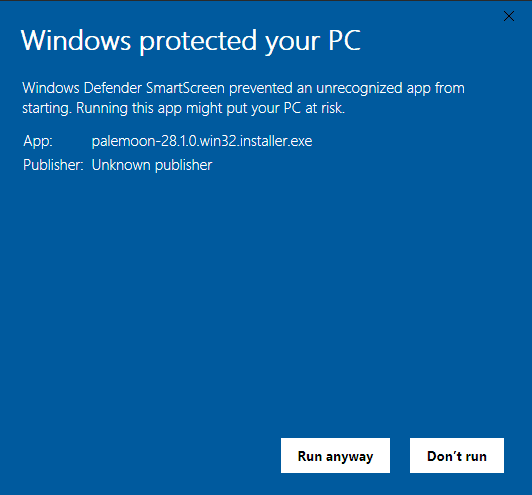 Windows protected your PC
Windows Defender SmartScreen prevented an unrecognized app from
starting. Running this app might put your PC at risk.
App: palemoon-28.1.0.win32.installer.exe
Publisher: Unknown publisher
Run anyway
Don't run